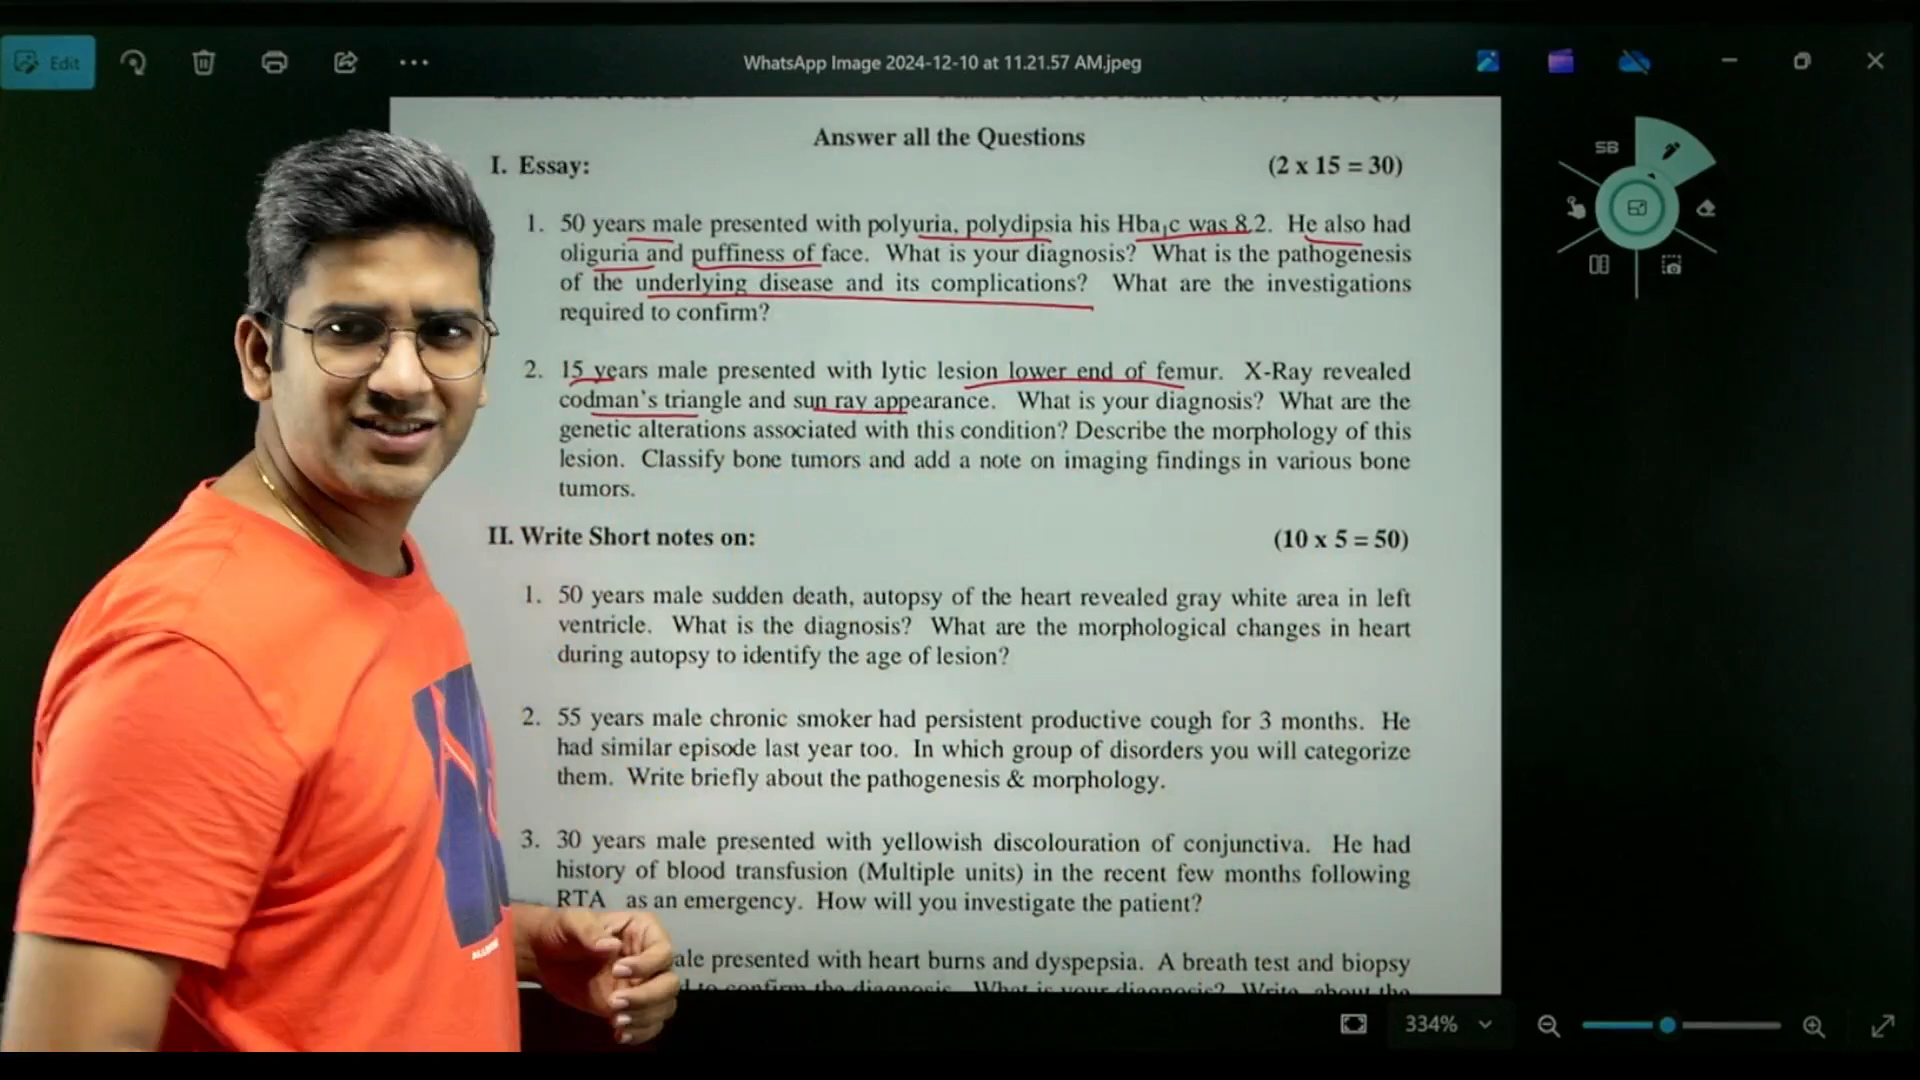 Edit
WhatsApp Image 2024-12-10 at 11.21.57 AM.jpeg
SB
Answer all the Questions
I. Essay: (2 x 15 = 30)
1. 50 years male presented with polyuria, polydipsia his Hba₁c was 8.2. He also had
oliguria and puffiness of face. What is your diagnosis? What is the pathogenesis
of the underlying disease and its complications? What are the investigations
required to confirm?
2. 15 years male presented with lytic lesion lower end of femur. X-Ray revealed
codman's triangle and sun ray appearance. What is your diagnosis? What are the
genetic alterations associated with this condition? Describe the morphology of this
lesion. Classify bone tumors and add a note on imaging findings in various bone
tumors.
II. Write Short notes on: (10 x 5 = 50)
1. 50 years male sudden death, autopsy of the heart revealed gray white area in left
ventricle. What is the diagnosis? What are the morphological changes in heart
during autopsy to identify the age of lesion?
2. 55 years male chronic smoker had persistent productive cough for 3 months. He
had similar episode last year too. In which group of disorders you will categorize
them. Write briefly about the pathogenesis & morphology.
3. 30 years male presented with yellowish discolouration of conjunctiva. He had
history of blood transfusion (Multiple units) in the recent few months following
RTA as an emergency. How will you investigate the patient?
ale presented with heart burns and dyspepsia. A breath test and biopsy
to confirm the diagnosis. What is your diagnosis? Write about the
334%